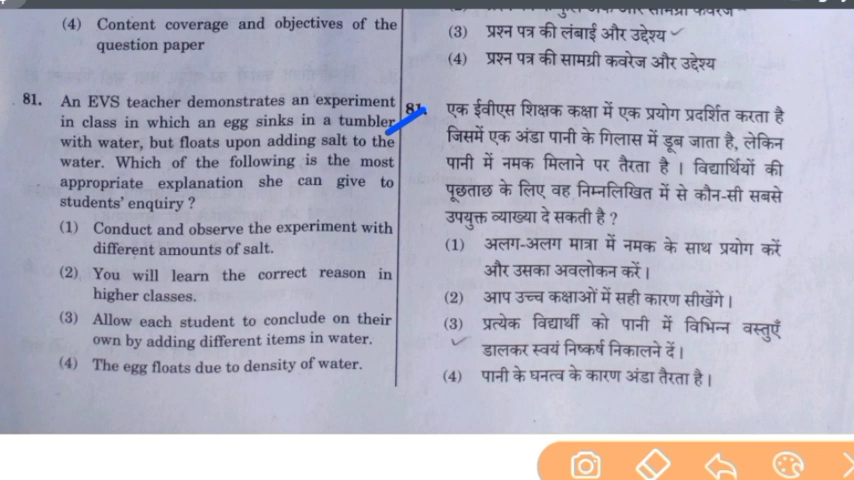 (4) Content coverage and objectives of the
question paper
81. An EVS teacher demonstrates an experiment
in class in which an egg sinks in a tumbler
with water, but floats upon adding salt to the
water. Which of the following is the most
appropriate explanation she can give to
students' enquiry ?
(1) Conduct and observe the experiment with
different amounts of salt.
(2) You will learn the correct reason in
higher classes.
(3) Allow each student to conclude on their
own by adding different items in water.
(4) The egg floats due to density of water.
(3) प्रश्न पत्र की लंबाई और उद्देश्य
(4) प्रश्न पत्र की सामग्री कवरेज और उद्देश्य
81. एक ईवीएस शिक्षक कक्षा में एक प्रयोग प्रदर्शित करता है
जिसमें एक अंडा पानी के गिलास में डूब जाता है, लेकिन
पानी में नमक मिलाने पर तैरता है । विद्यार्थियों की
पूछताछ के लिए वह निम्नलिखित में से कौन-सी सबसे
उपयुक्त व्याख्या दे सकती है ?
(1) अलग-अलग मात्रा में नमक के साथ प्रयोग करें
और उसका अवलोकन करें ।
(2) आप उच्च कक्षाओं में सही कारण सीखेंगे ।
(3) प्रत्येक विद्यार्थी को पानी में विभिन्न वस्तुएँ
डालकर स्वयं निष्कर्ष निकालने दें ।
(4) पानी के घनत्व के कारण अंडा तैरता है ।